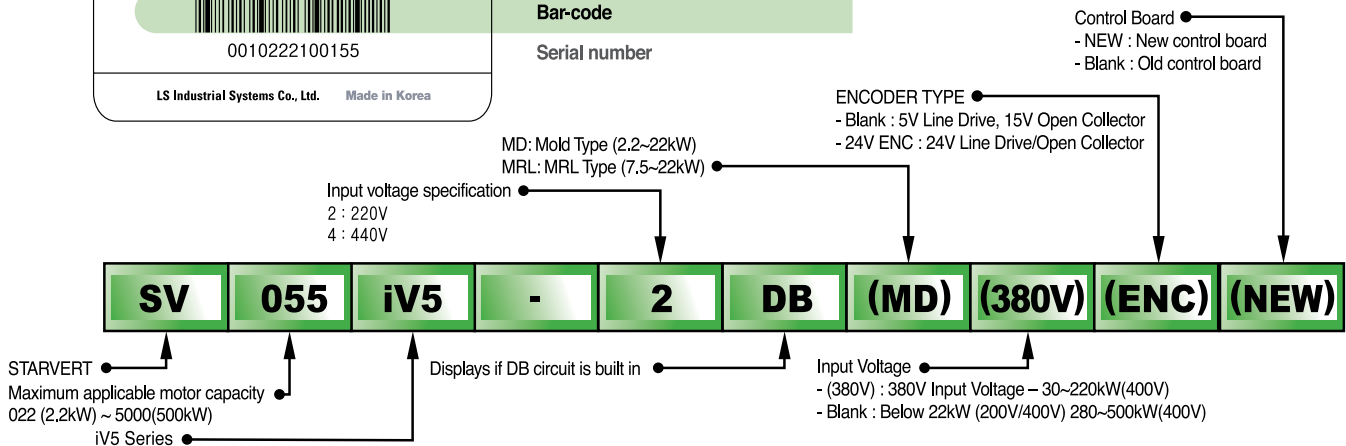 Bar-code
0010222100155
Serial number
LS Industrial Systems Co., Ltd. Made in Korea
Control Board
- NEW : New control board
- Blank : Old control board
ENCODER TYPE
- Blank : 5V Line Drive, 15V Open Collector
- 24V ENC : 24V Line Drive/Open Collector
MD: Mold Type (2.2~22kW)
MRL: MRL Type (7.5~22kW)
Input voltage specification
2 : 220V
4 : 440V
SV 055 iV5 - 2 DB (MD) (380V) (ENC) (NEW)
STARVERT
Maximum applicable motor capacity
022 (2.2kW) ~ 5000(500kW)
iV5 Series
Displays if DB circuit is built in
Input Voltage
- (380V) : 380V Input Voltage – 30~220kW(400V)
- Blank : Below 22kW (200V/400V) 280~500kW(400V)